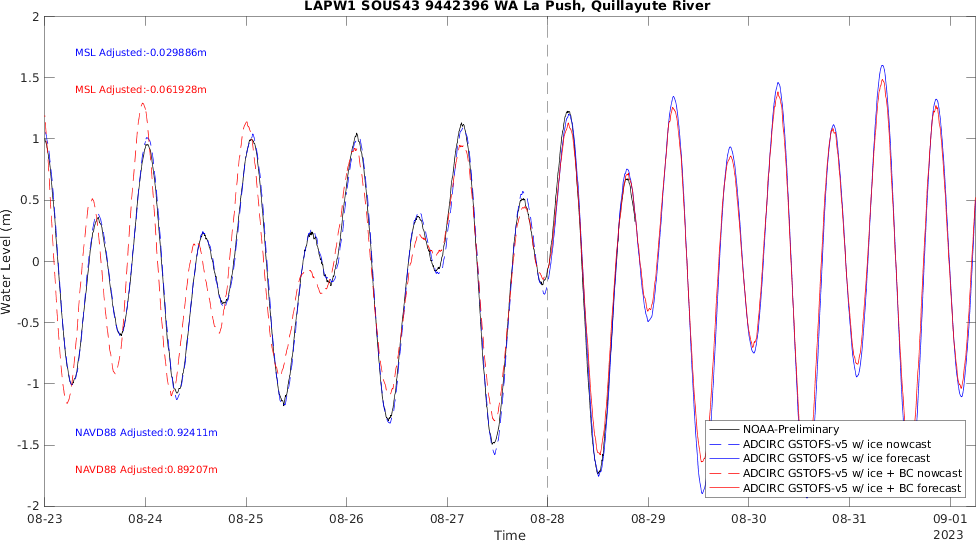 LAPW1 SOUS43 9442396 WA La Push, Quillayute River
MSL Adjusted:-0.029886m
MSL Adjusted:-0.061928m
NAVD88 Adjusted:0.92411m
NAVD88 Adjusted:0.89207m
Water Level (m)
2
1.5
1
0.5
0
-0.5
-1
-1.5
-2
NOAA-Preliminary
ADCIRC GSTOFS-v5 w/ ice nowcast
ADCIRC GSTOFS-v5 w/ ice forecast
ADCIRC GSTOFS-v5 w/ ice + BC nowcast
ADCIRC GSTOFS-v5 w/ ice + BC forecast
08-23 08-24 08-25 08-26 08-27 08-28 08-29 08-30 08-31 09-01
2023
Time